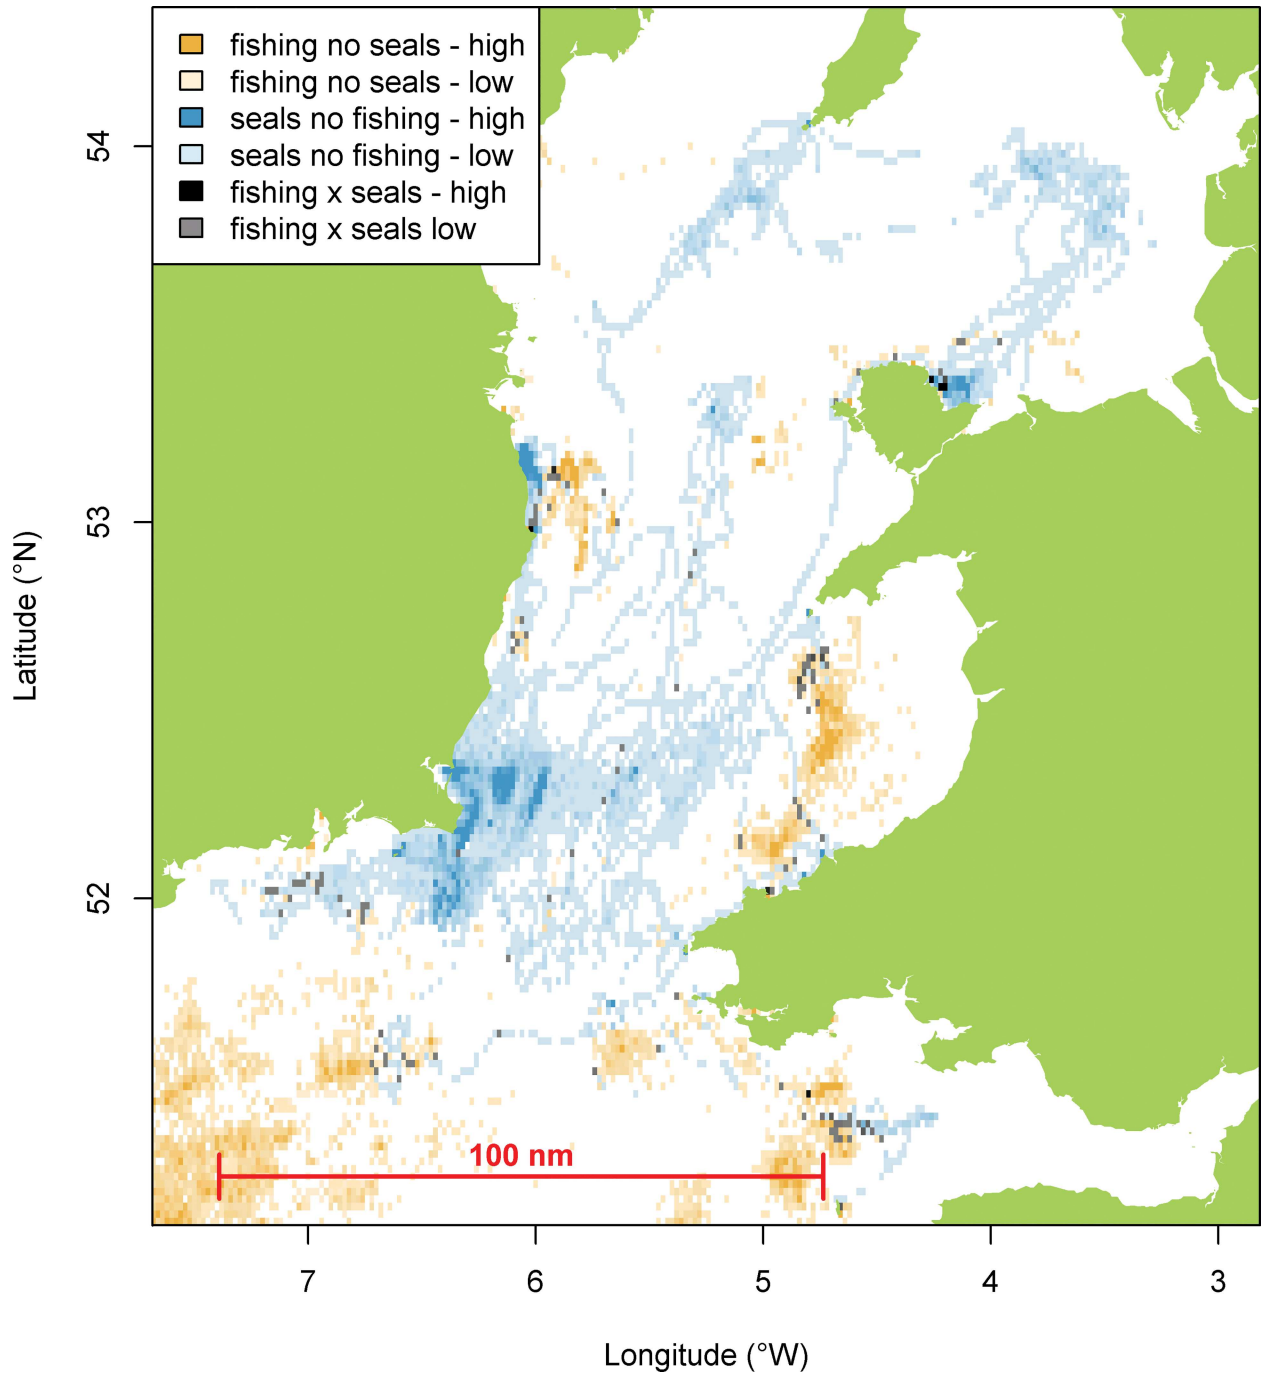 fishing no seals - high
fishing no seals - low
seals no fishing - high
seals no fishing - low
fishing x seals - high
fishing x seals low
54
53
52
Latitude (°N)
100 nm
7 6 5 4 3
Longitude (°W)